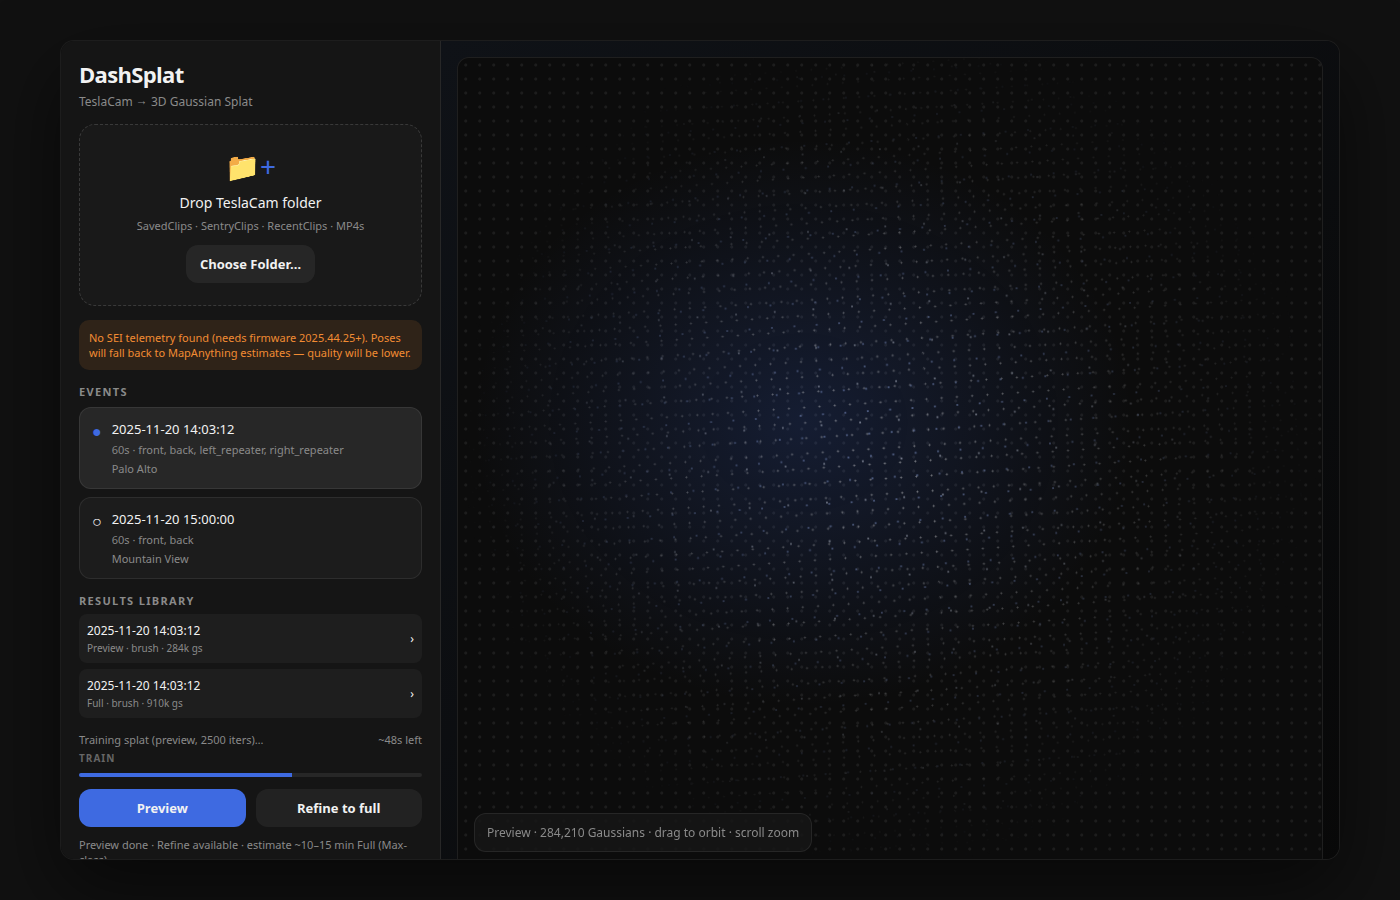 DashSplat
TeslaCam → 3D Gaussian Splat
Drop TeslaCam folder
SavedClips · SentryClips · RecentClips · MP4s
Choose Folder...
No SEI telemetry found (needs firmware 2025.44.25+). Poses
will fall back to MapAnything estimates — quality will be lower.
EVENTS
2025-11-20 14:03:12
60s · front, back, left_repeater, right_repeater
Palo Alto
2025-11-20 15:00:00
60s · front, back
Mountain View
RESULTS LIBRARY
2025-11-20 14:03:12
Preview · brush · 284k gs
2025-11-20 14:03:12
Full · brush · 910k gs
Training splat (preview, 2500 iters)...
~48s left
TRAIN
Preview
Refine to full
Preview done · Refine available · estimate ~10–15 min Full (Max-
Preview · 284,210 Gaussians · drag to orbit · scroll zoom